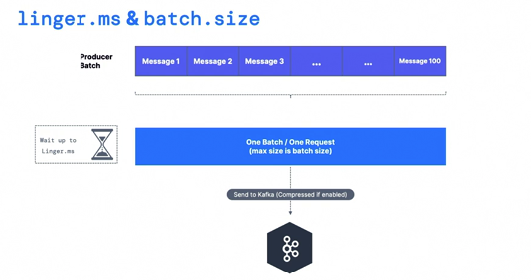 linger.ms & batch.size
Producer
Batch
Message 1 Message 2 Message 3 ... ... Message 100
Wait up to
Linger.ms
One Batch / One Request
(max size is batch size)
Send to Kafka (Compressed if enabled)